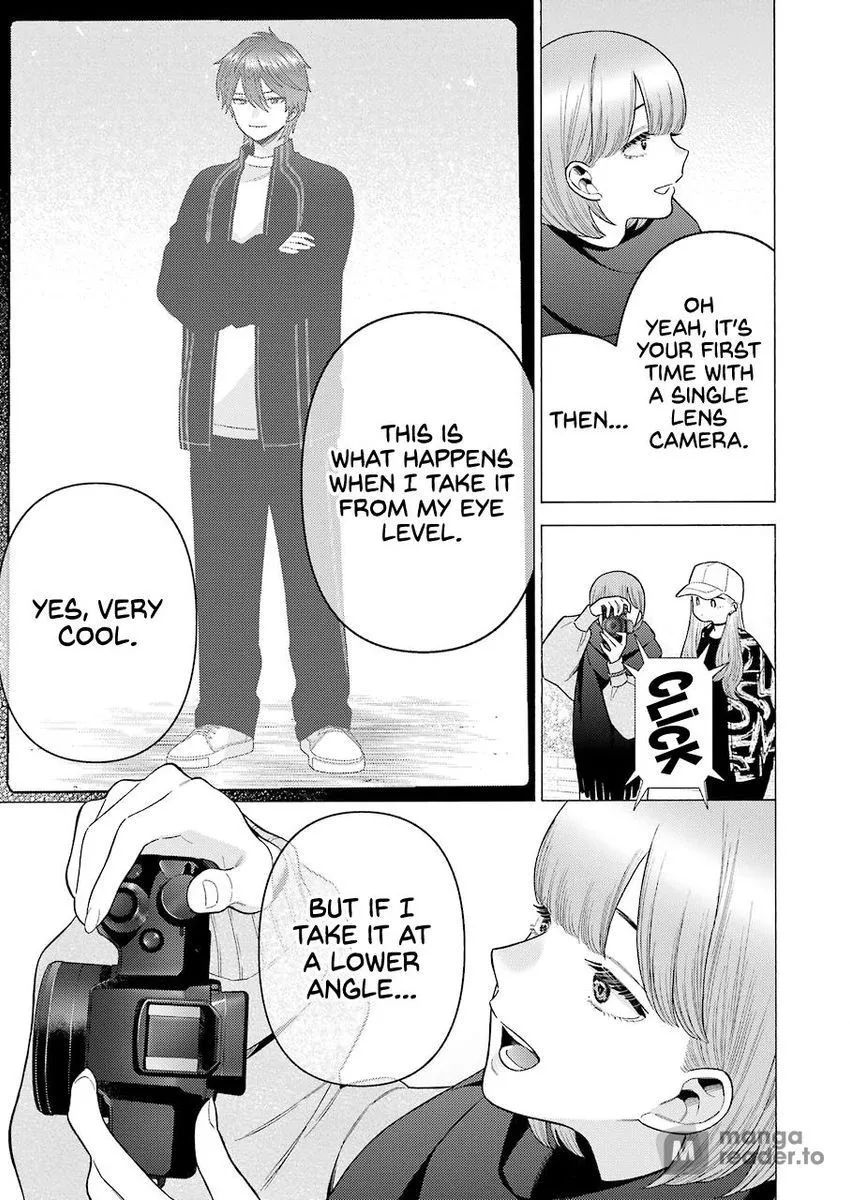 OH
YEAH, IT'S
YOUR FIRST
TIME WITH
A SINGLE
LENS
CAMERA.
THEN...
CLICK
THIS IS
WHAT HAPPENS
WHEN I TAKE IT
FROM MY EYE
LEVEL.
YES, VERY
COOL.
BUT IF I
TAKE IT AT
A LOWER
ANGLE...
M manga
reader.to